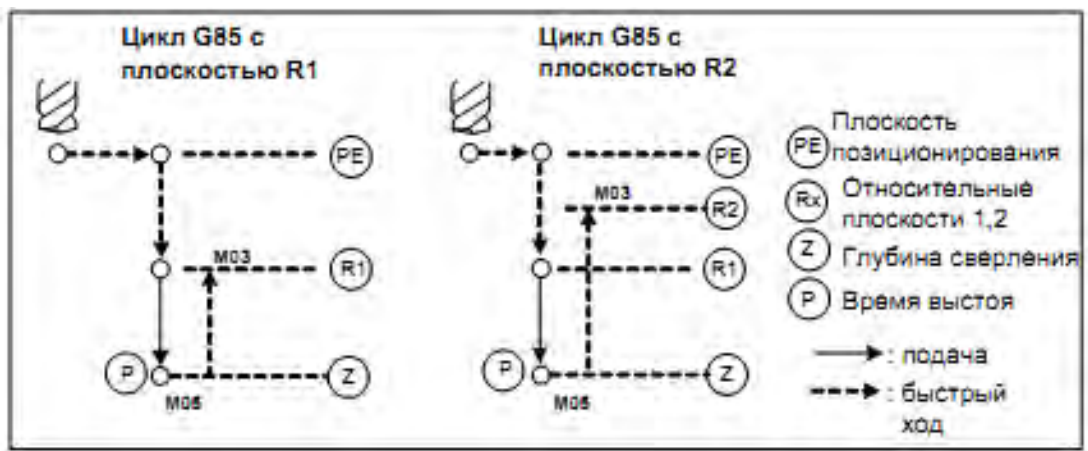 Цикл G85 с
плоскостью R1
PE
M03
R1
P
Z
M05
Цикл G85 с
плоскостью R2
PE
M03
R2
R1
P
Z
M05
PE Плоскость
позиционирования
Rx Относительные
плоскости 1,2
Z Глубина сверления
P Время выстоя
: подача
: быстрый
ход